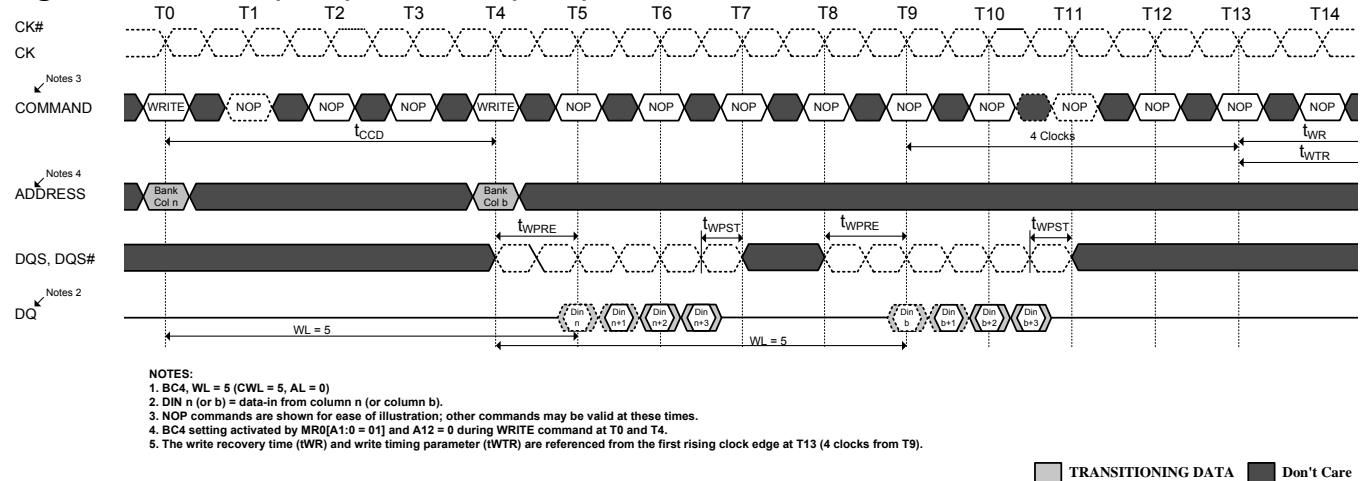 T0 T1 T2 T3 T4 T5 T6 T7 T8 T9 T10 T11 T12 T13 T14
CK#
CK
Notes 3
COMMAND WRITE NOP NOP NOP WRITE NOP NOP NOP NOP NOP NOP NOP NOP NOP NOP
tCCD 4 Clocks tWR
tWTR
Notes 4
ADDRESS
Bank Bank
Col n Col b
tWPRE tWPST tWPRE tWPST
DQS, DQS#
Notes 2
DQ
Din Din Din Din Din Din Din Din
n n+1 n+2 n+3 b b+1 b+2 b+3
WL = 5 WL = 5
NOTES:
1. BC4, WL = 5 (CWL = 5, AL = 0)
2. DIN n (or b) = data-in from column n (or column b).
3. NOP commands are shown for ease of illustration; other commands may be valid at these times.
4. BC4 setting activated by MR0[A1:0 = 01] and A12 = 0 during WRITE command at T0 and T4.
5. The write recovery time (tWR) and write timing parameter (tWTR) are referenced from the first rising clock edge at T13 (4 clocks from T9).
TRANSITIONING DATA Don't Care